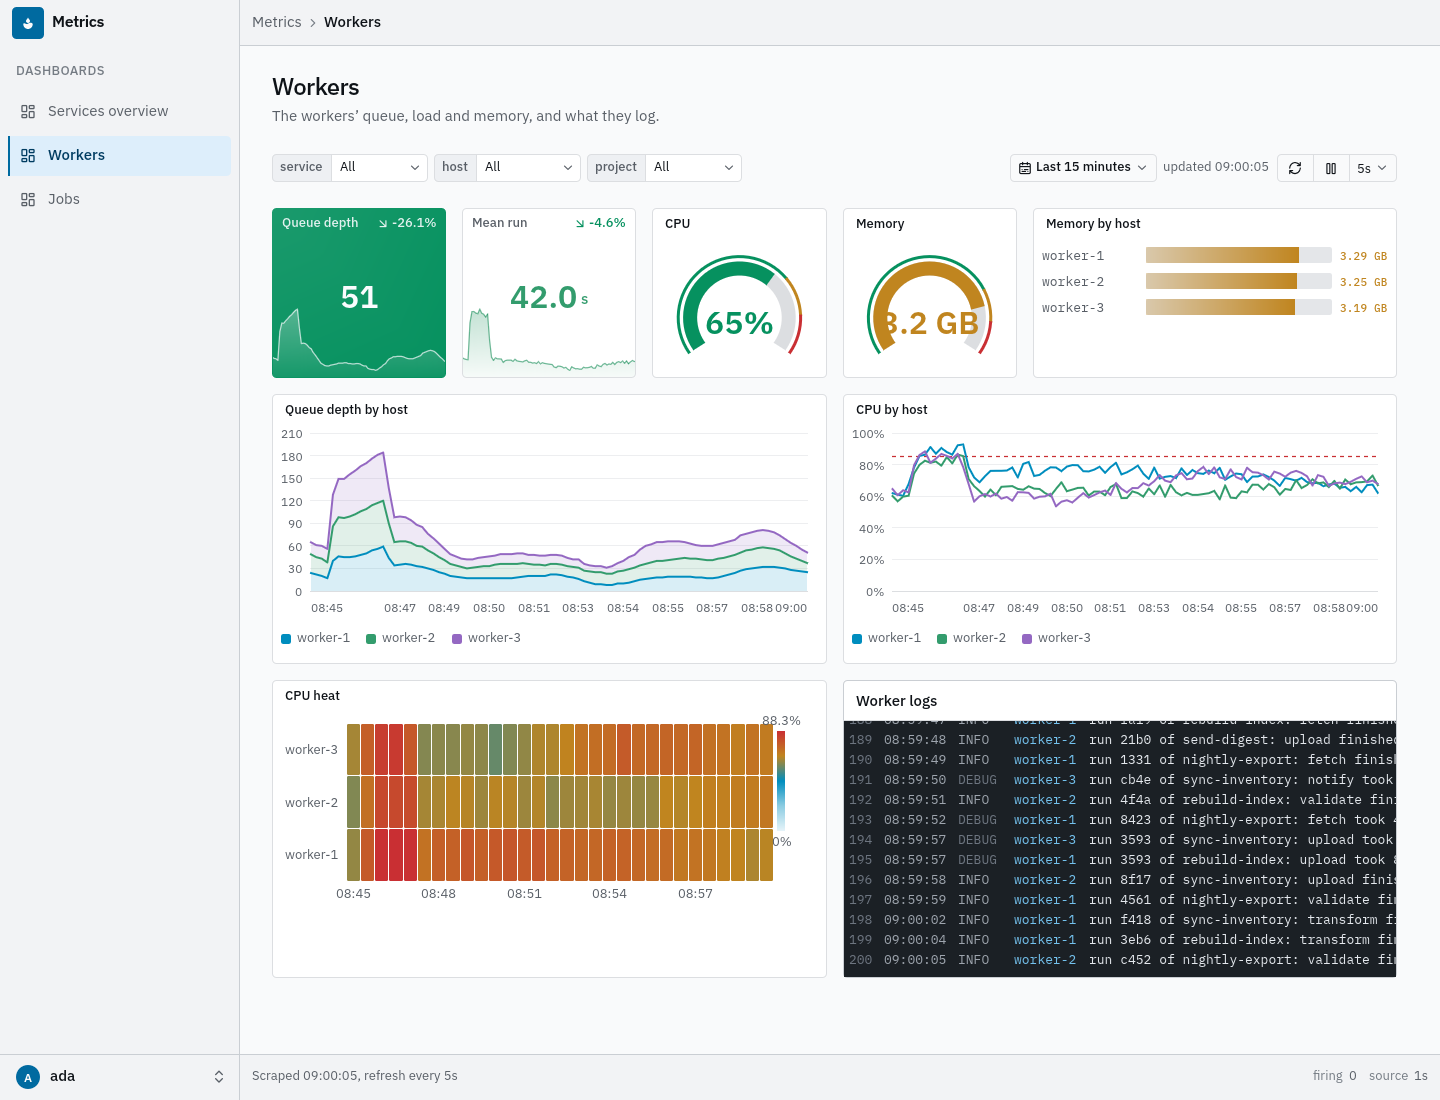 Metrics
Metrics > Workers
DASHBOARDS
Services overview
Workers
Jobs
Workers
The workers’ queue, load and memory, and what they log.
service All host All project All
Last 15 minutes updated 09:00:05 5s
Queue depth -26.1%
51
Mean run -4.6%
42.0 s
CPU
65%
Memory
3.2 GB
Memory by host
worker-1 3.29 GB
worker-2 3.25 GB
worker-3 3.19 GB
Queue depth by host
210
180
150
120
90
60
30
0
08:45 08:47 08:49 08:50 08:51 08:53 08:54 08:55 08:57 08:58 09:00
worker-1 worker-2 worker-3
CPU by host
100%
80%
60%
40%
20%
0%
08:45 08:47 08:49 08:50 08:51 08:53 08:54 08:55 08:57 08:58 09:00
worker-1 worker-2 worker-3
CPU heat
88.3%
worker-3
worker-2
worker-1
0%
08:45 08:48 08:51 08:54 08:57
Worker logs
189 08:59:48 INFO worker-2 run 21b0 of send-digest: upload finished
190 08:59:49 INFO worker-1 run 1331 of nightly-export: fetch finish
191 08:59:50 DEBUG worker-3 run cb4e of sync-inventory: notify took
192 08:59:51 INFO worker-2 run 4f4a of rebuild-index: validate fin
193 08:59:52 DEBUG worker-1 run 8423 of nightly-export: fetch took
194 08:59:57 DEBUG worker-3 run 3593 of sync-inventory: upload took
195 08:59:57 DEBUG worker-1 run 3593 of rebuild-index: upload took
196 08:59:58 INFO worker-2 run 8f17 of sync-inventory: upload finis
197 08:59:59 INFO worker-1 run 4561 of nightly-export: validate fi
198 09:00:02 INFO worker-1 run f418 of sync-inventory: transform f
199 09:00:04 INFO worker-1 run 3eb6 of rebuild-index: transform fi
200 09:00:05 INFO worker-2 run c452 of nightly-export: validate fi
A ada
Scraped 09:00:05, refresh every 5s
firing 0 source 1s